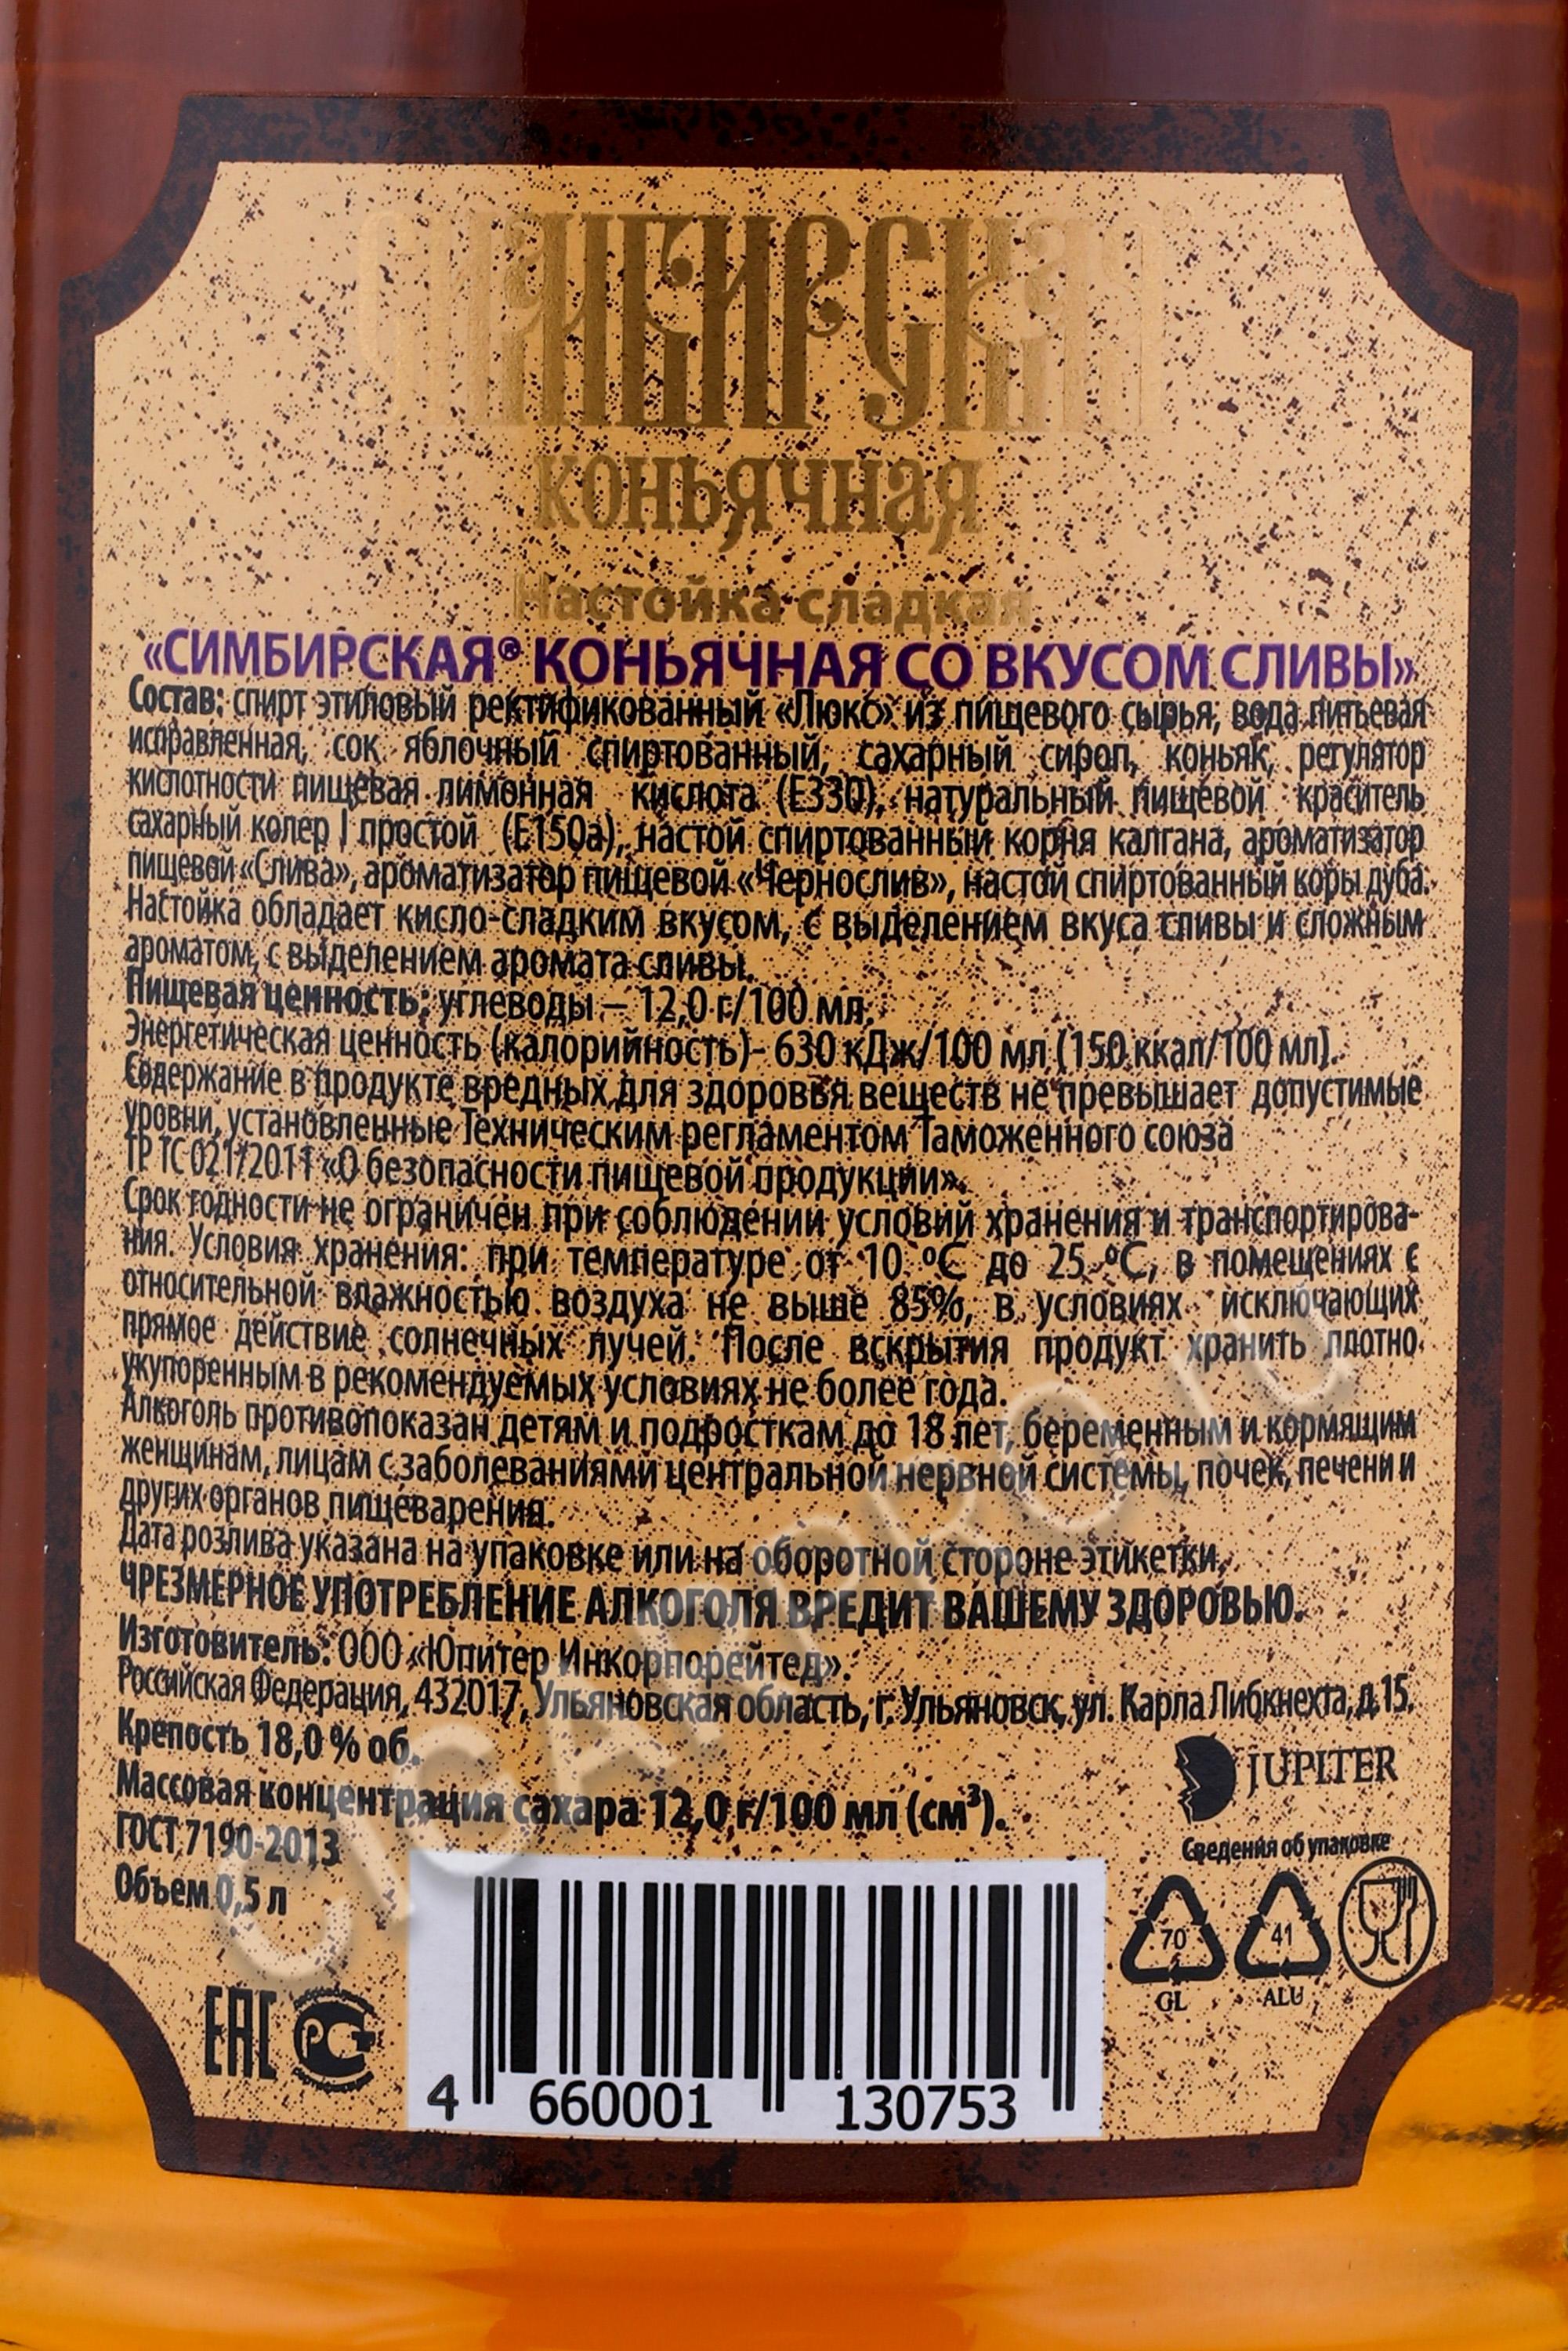 СИМБИРСКАЯ®
КОНЬЯЧНАЯ
Настойка сладкая
«СИМБИРСКАЯ® КОНЬЯЧНАЯ СО ВКУСОМ СЛИВЫ»
Состав: спирт этиловый ректификованный «Люкс» из пищевого сырья, вода питьевая
исправленная, сок яблочный спиртованный, сахарный сироп, коньяк, регулятор
кислотности пищевая лимонная кислота (Е330), натуральный пищевой краситель
сахарный колер I простой (Е150а), настой спиртованный корня калгана, ароматизатор
пищевой «Слива», ароматизатор пищевой «Чернослив», настой спиртованный коры дуба.
Настойка обладает кисло-сладким вкусом, с выделением вкуса сливы и сложным
ароматом, с выделением аромата сливы.
Пищевая ценность: углеводы – 12,0 г/100 мл;
Энергетическая ценность (калорийность)- 630 кДж/100 мл (150 ккал/100 мл).
Содержание в продукте вредных для здоровья веществ не превышает допустимые
уровни, установленные Техническим регламентом Таможенного союза
ТР ТС 021/2011 «О безопасности пищевой продукции».
Срок годности не ограничен при соблюдении условий хранения и транспортирова-
ния. Условия хранения: при температуре от 10 °С до 25 °С, в помещениях с
относительной влажностью воздуха не выше 85%, в условиях исключающих
прямое действие солнечных лучей. После вскрытия продукт хранить плотно
укупоренным в рекомендуемых условиях не более года.
Алкоголь противопоказан детям и подросткам до 18 лет, беременным и кормящим
женщинам, лицам с заболеваниями центральной нервной системы, почек, печени и
других органов пищеварения.
Дата розлива указана на упаковке или на оборотной стороне этикетки.
ЧРЕЗМЕРНОЕ УПОТРЕБЛЕНИЕ АЛКОГОЛЯ ВРЕДИТ ВАШЕМУ ЗДОРОВЬЮ.
Изготовитель: ООО «Юпитер Инкорпорейтед».
Российская Федерация, 432017, Ульяновская область, г. Ульяновск, ул. Карла Либкнехта, д.15.
Крепость 18,0 % об.
JUPITER
Массовая концентрация сахара 12,0 г/100 мл (см³).
ГОСТ 7190-2013
Сведения об упаковке
Объем 0,5 л
70
41
GL
ALU
EAC
РС
4 660001 130753
CIGARPRO.ru